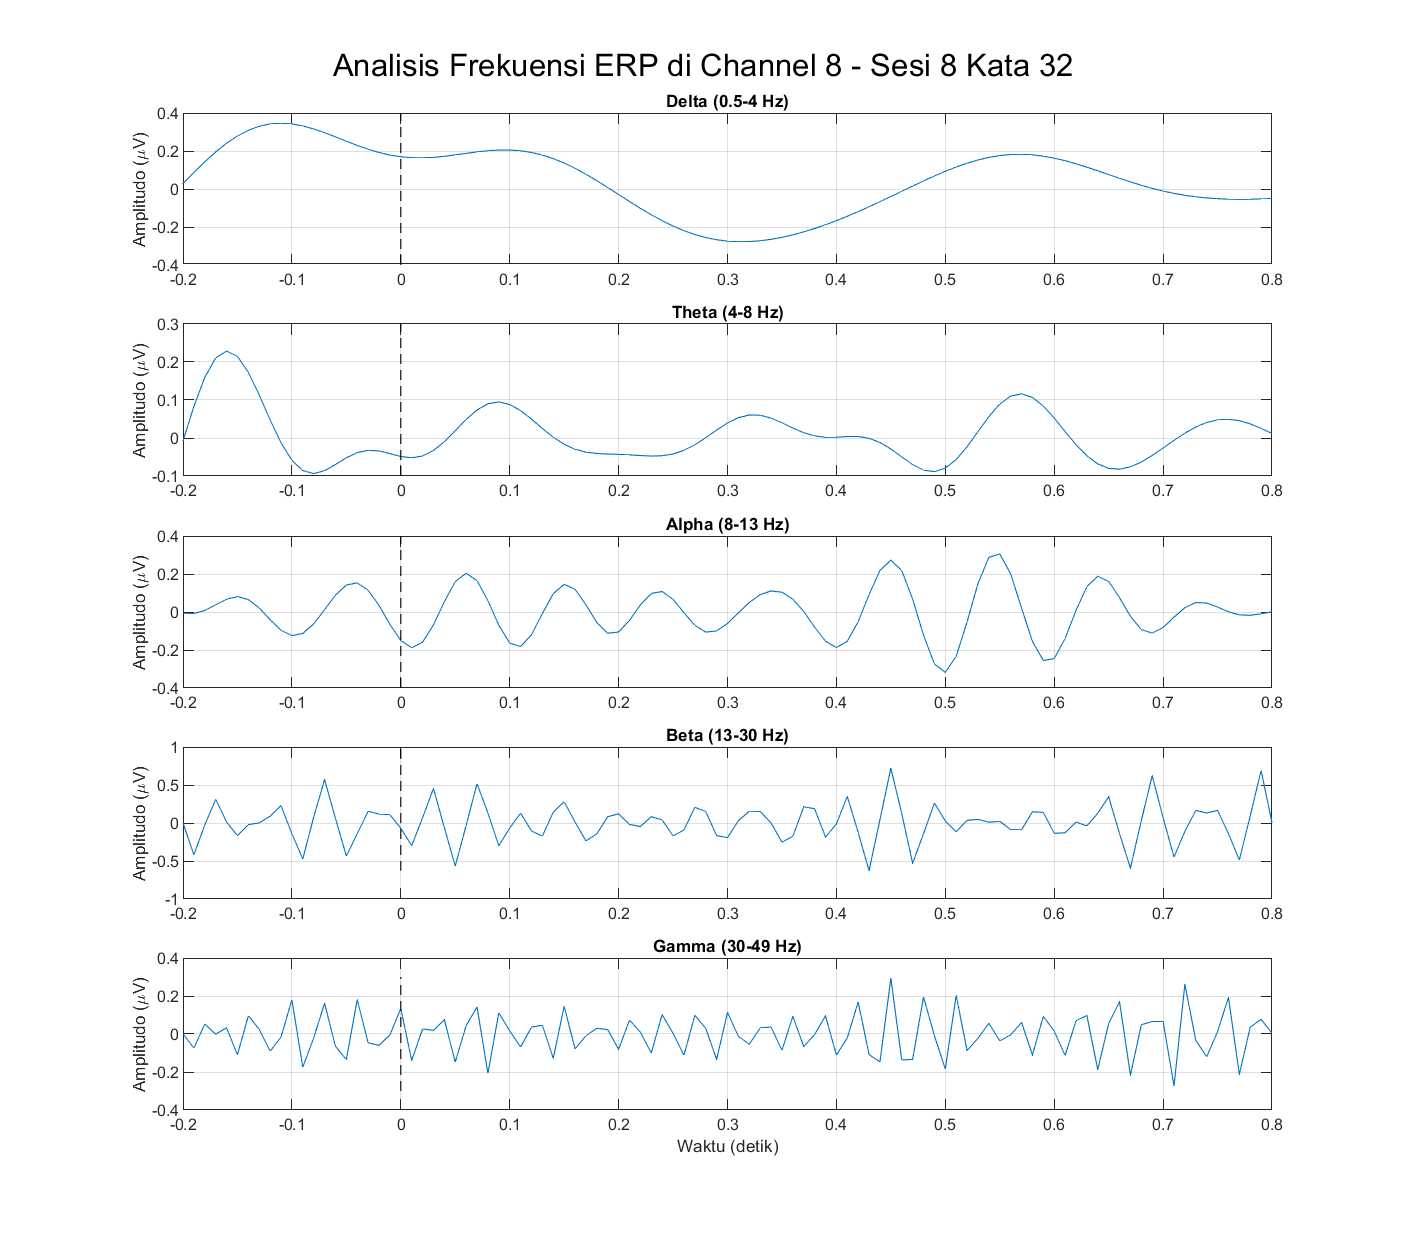 Analisis Frekuensi ERP di Channel 8 - Sesi 8 Kata 32
Delta (0.5-4 Hz)
Amplitudo (μV)
0.4
0.2
0
-0.2
-0.4
-0.2 -0.1 0 0.1 0.2 0.3 0.4 0.5 0.6 0.7 0.8
Theta (4-8 Hz)
Amplitudo (μV)
0.3
0.2
0.1
0
-0.1
-0.2 -0.1 0 0.1 0.2 0.3 0.4 0.5 0.6 0.7 0.8
Alpha (8-13 Hz)
Amplitudo (μV)
0.4
0.2
0
-0.2
-0.4
-0.2 -0.1 0 0.1 0.2 0.3 0.4 0.5 0.6 0.7 0.8
Beta (13-30 Hz)
Amplitudo (μV)
1
0.5
0
-0.5
-1
-0.2 -0.1 0 0.1 0.2 0.3 0.4 0.5 0.6 0.7 0.8
Gamma (30-49 Hz)
Amplitudo (μV)
0.4
0.2
0
-0.2
-0.4
-0.2 -0.1 0 0.1 0.2 0.3 0.4 0.5 0.6 0.7 0.8
Waktu (detik)